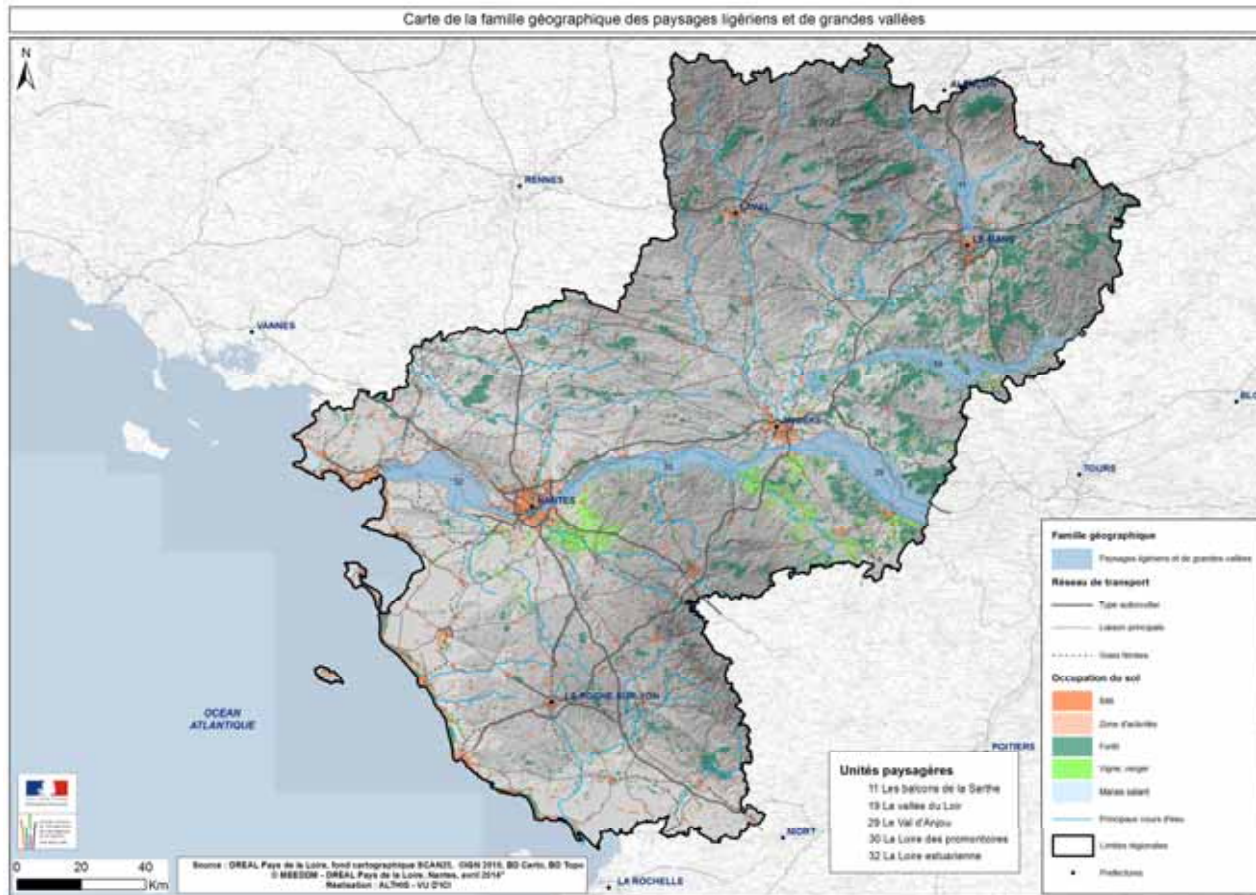 Carte de la famille géographique des paysages ligériens et de grandes vallées
N
ALENÇON
RENNES
LAVAL
11
LE MANS
VANNES
19
BLO
ANGERS
TOURS
30
29
32
NANTES
LA ROCHE-SUR-YON
OCEAN
ATLANTIQUE
POITIERS
NIORT
LA ROCHELLE
Famille géographique
Paysages ligériens et de grandes vallées
Réseau de transport
Type autoroutier
Liaison principale
Voies ferrées
Occupation du sol
Bâti
Zone d'activités
Forêt
Vigne, verger
Marais salant
Principaux cours d'eau
Limites régionales
Préfectures
Unités paysagères
11 Les balcons de la Sarthe
19 La vallée du Loir
29 Le Val d'Anjou
30 La Loire des promontoires
32 La Loire estuarienne
0 20 40
Km
Source : DREAL Pays de la Loire, fond cartographique SCAN25, ©IGN 2010, BD Carto, BD Topo
© MEEDDM - DREAL Pays de la Loire, Nantes, avril 2014"
Réalisation : ALTHIS - VU D'ICI